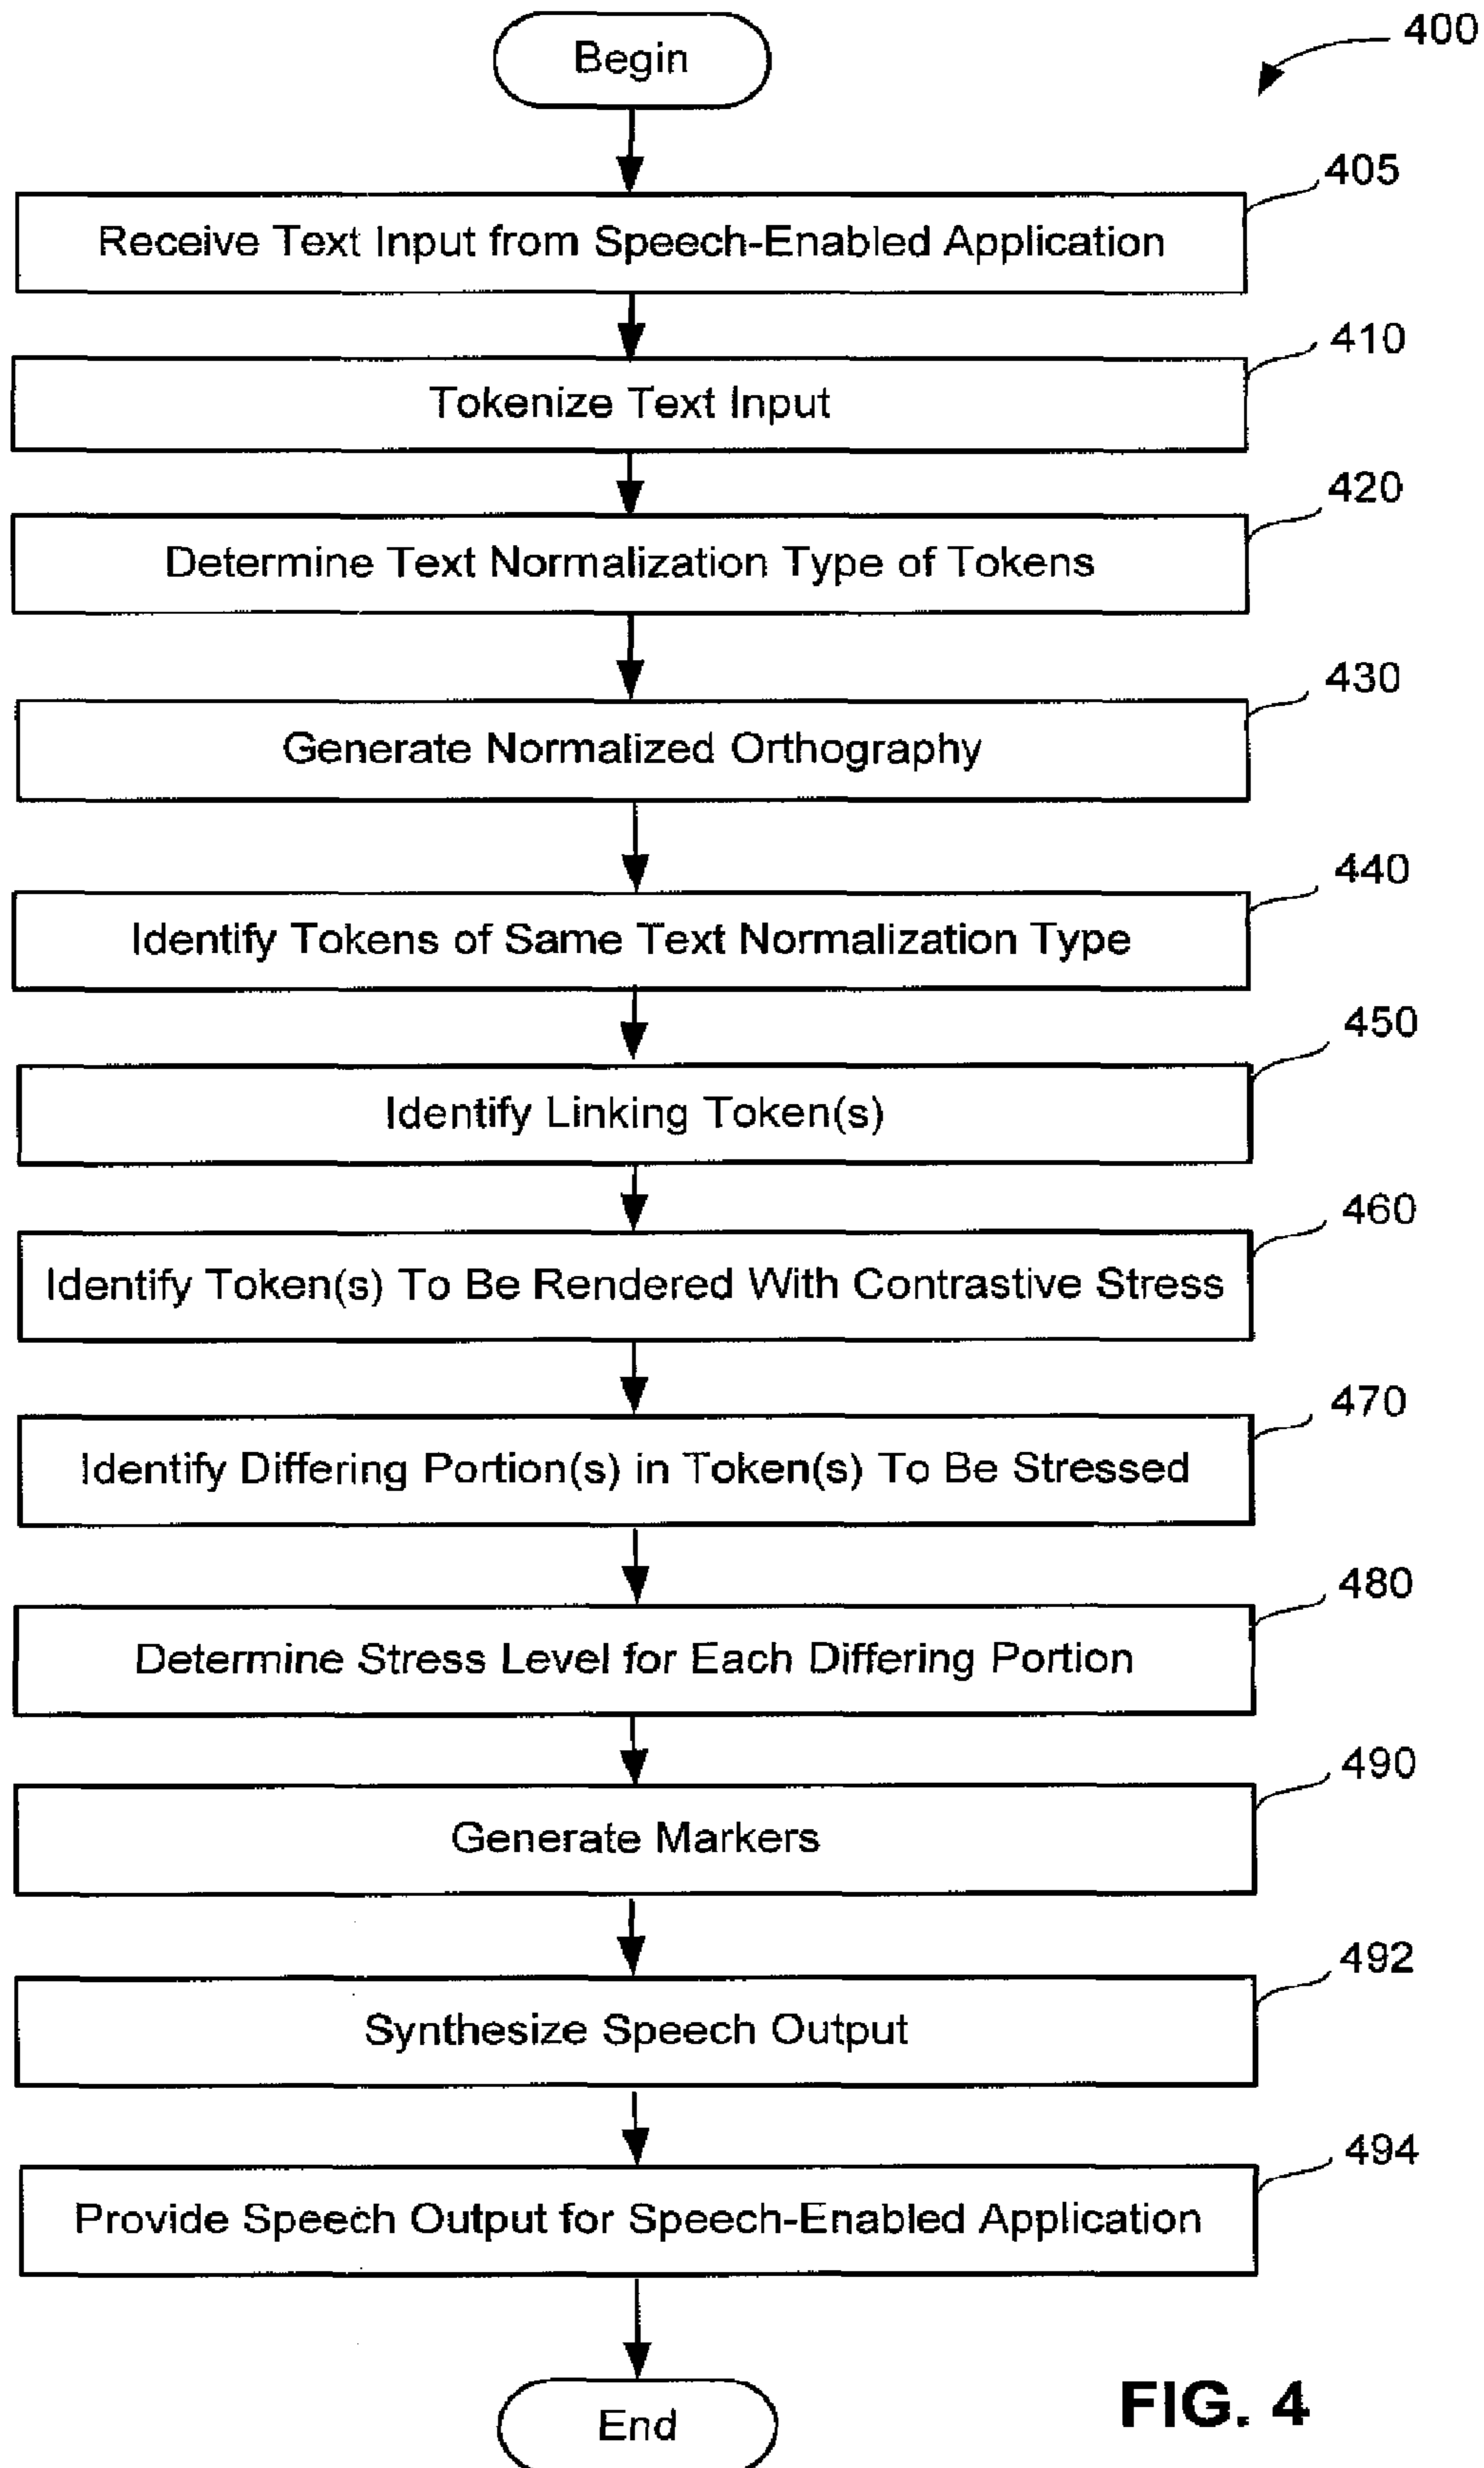 Begin
400
405
Receive Text Input from Speech-Enabled Application
410
Tokenize Text Input
420
Determine Text Normalization Type of Tokens
430
Generate Normalized Orthography
440
Identify Tokens of Same Text Normalization Type
450
Identify Linking Token(s)
460
Identify Token(s) To Be Rendered With Contrastive Stress
470
Identify Differing Portion(s) in Token(s) To Be Stressed
480
Determine Stress Level for Each Differing Portion
490
Generate Markers
492
Synthesize Speech Output
494
Provide Speech Output for Speech-Enabled Application
End
FIG. 4